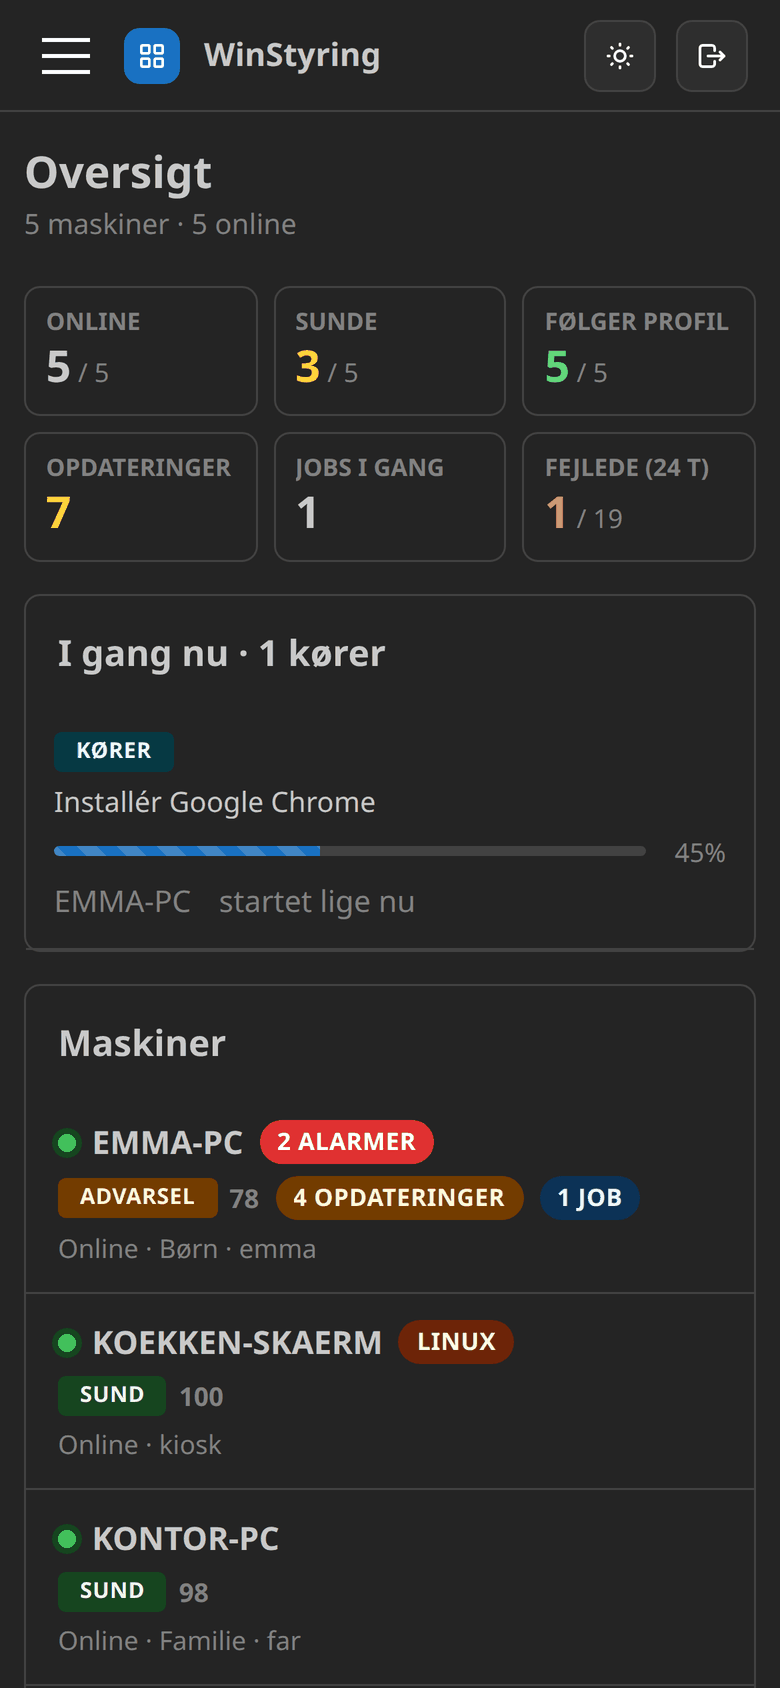 WinStyring
Oversigt
5 maskiner · 5 online
ONLINE
5 / 5
SUNDE
3 / 5
FØLGER PROFIL
5 / 5
OPDATERINGER
7
JOBS I GANG
1
FEJLEDE (24 T)
1 / 19
I gang nu · 1 kører
KØRER
Installér Google Chrome
45%
EMMA-PC startet lige nu
Maskiner
EMMA-PC 2 ALARMER
ADVARSEL 78 4 OPDATERINGER 1 JOB
Online · Børn · emma
KOEKKEN-SKAERM LINUX
SUND 100
Online · kiosk
KONTOR-PC
SUND 98
Online · Familie · far